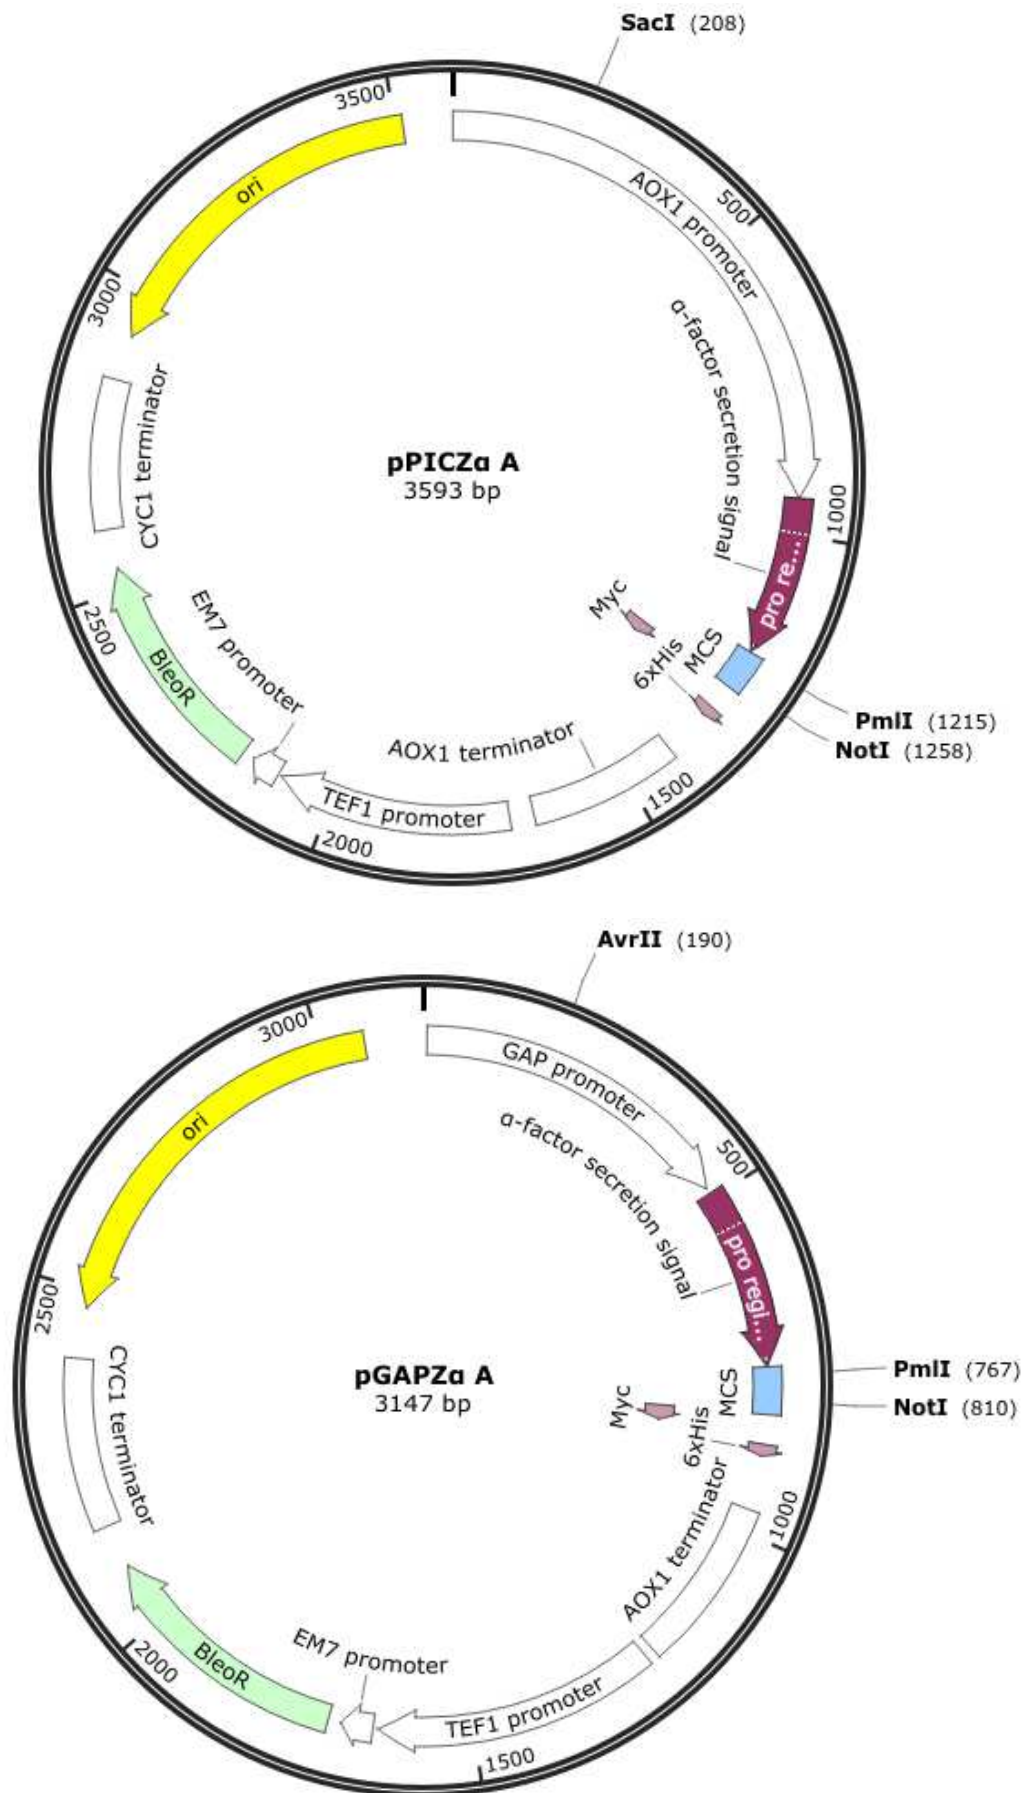 SacI (208)
3500
ori
AOX1 promoter
500
3000
α-factor secretion signal
CYC1 terminator
pPICZα A
3593 bp
1000
pro re...
2500
EM7 promoter
Myc
6xHis
MCS
BleoR
PmlI (1215)
NotI (1258)
AOX1 terminator
TEF1 promoter
1500
2000
AvrII (190)
3000
GAP promoter
ori
α-factor secretion signal
500
pro regi...
2500
CYC1 terminator
pGAPZα A
3147 bp
PmlI (767)
Myc
6xHis
MCS
NotI (810)
AOX1 terminator
1000
EM7 promoter
BleoR
2000
TEF1 promoter
1500